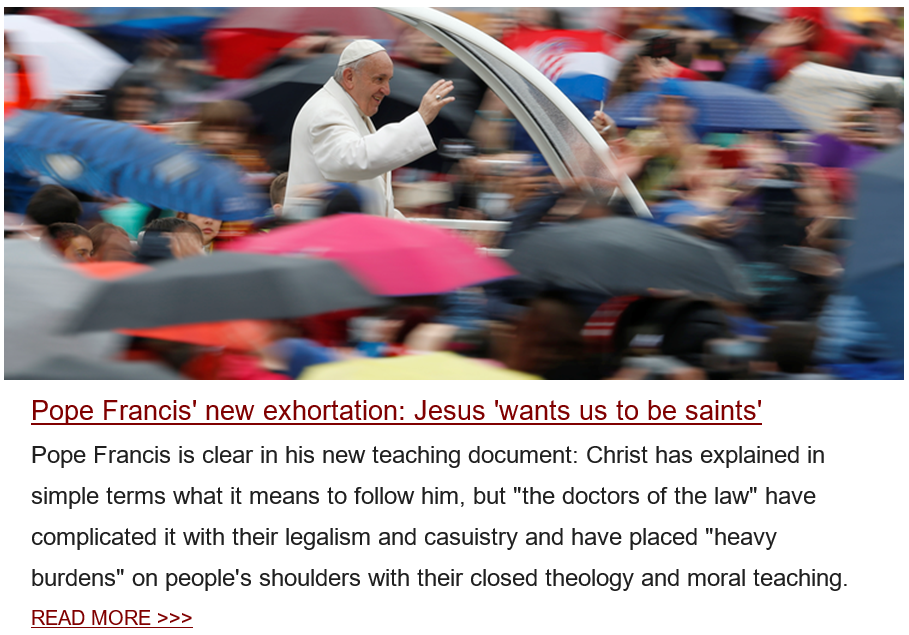 Pope Francis' new exhortation: Jesus 'wants us to be saints'
Pope Francis is clear in his new teaching document: Christ has explained in
simple terms what it means to follow him, but "the doctors of the law" have
complicated it with their legalism and casuistry and have placed "heavy
burdens" on people's shoulders with their closed theology and moral teaching.
READ MORE >>>